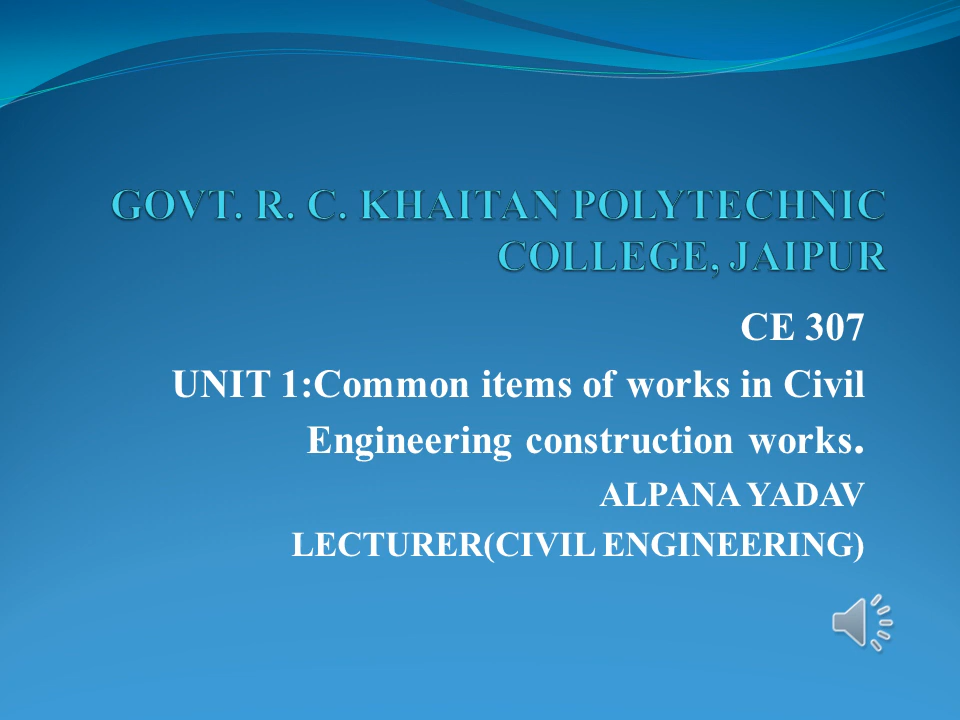 GOVT. R. C. KHAITAN POLYTECHNIC
COLLEGE, JAIPUR
CE 307
UNIT 1:Common items of works in Civil
Engineering construction works.
ALPANA YADAV
LECTURER(CIVIL ENGINEERING)